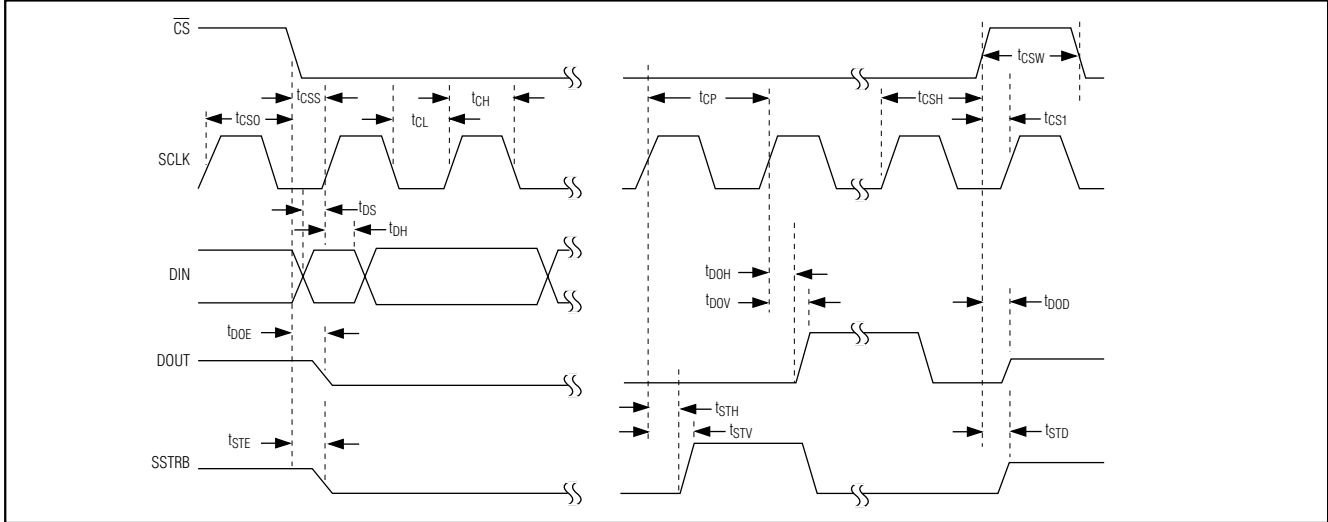 C̅S̅
tCSW
tCSS
tCH
tCP
tCSH
tCSO
tCL
tCS1
SCLK
tDS
tDH
DIN
tDOH
tDOV
tDOD
tDOE
DOUT
tSTH
tSTE
tSTV
tSTD
SSTRB